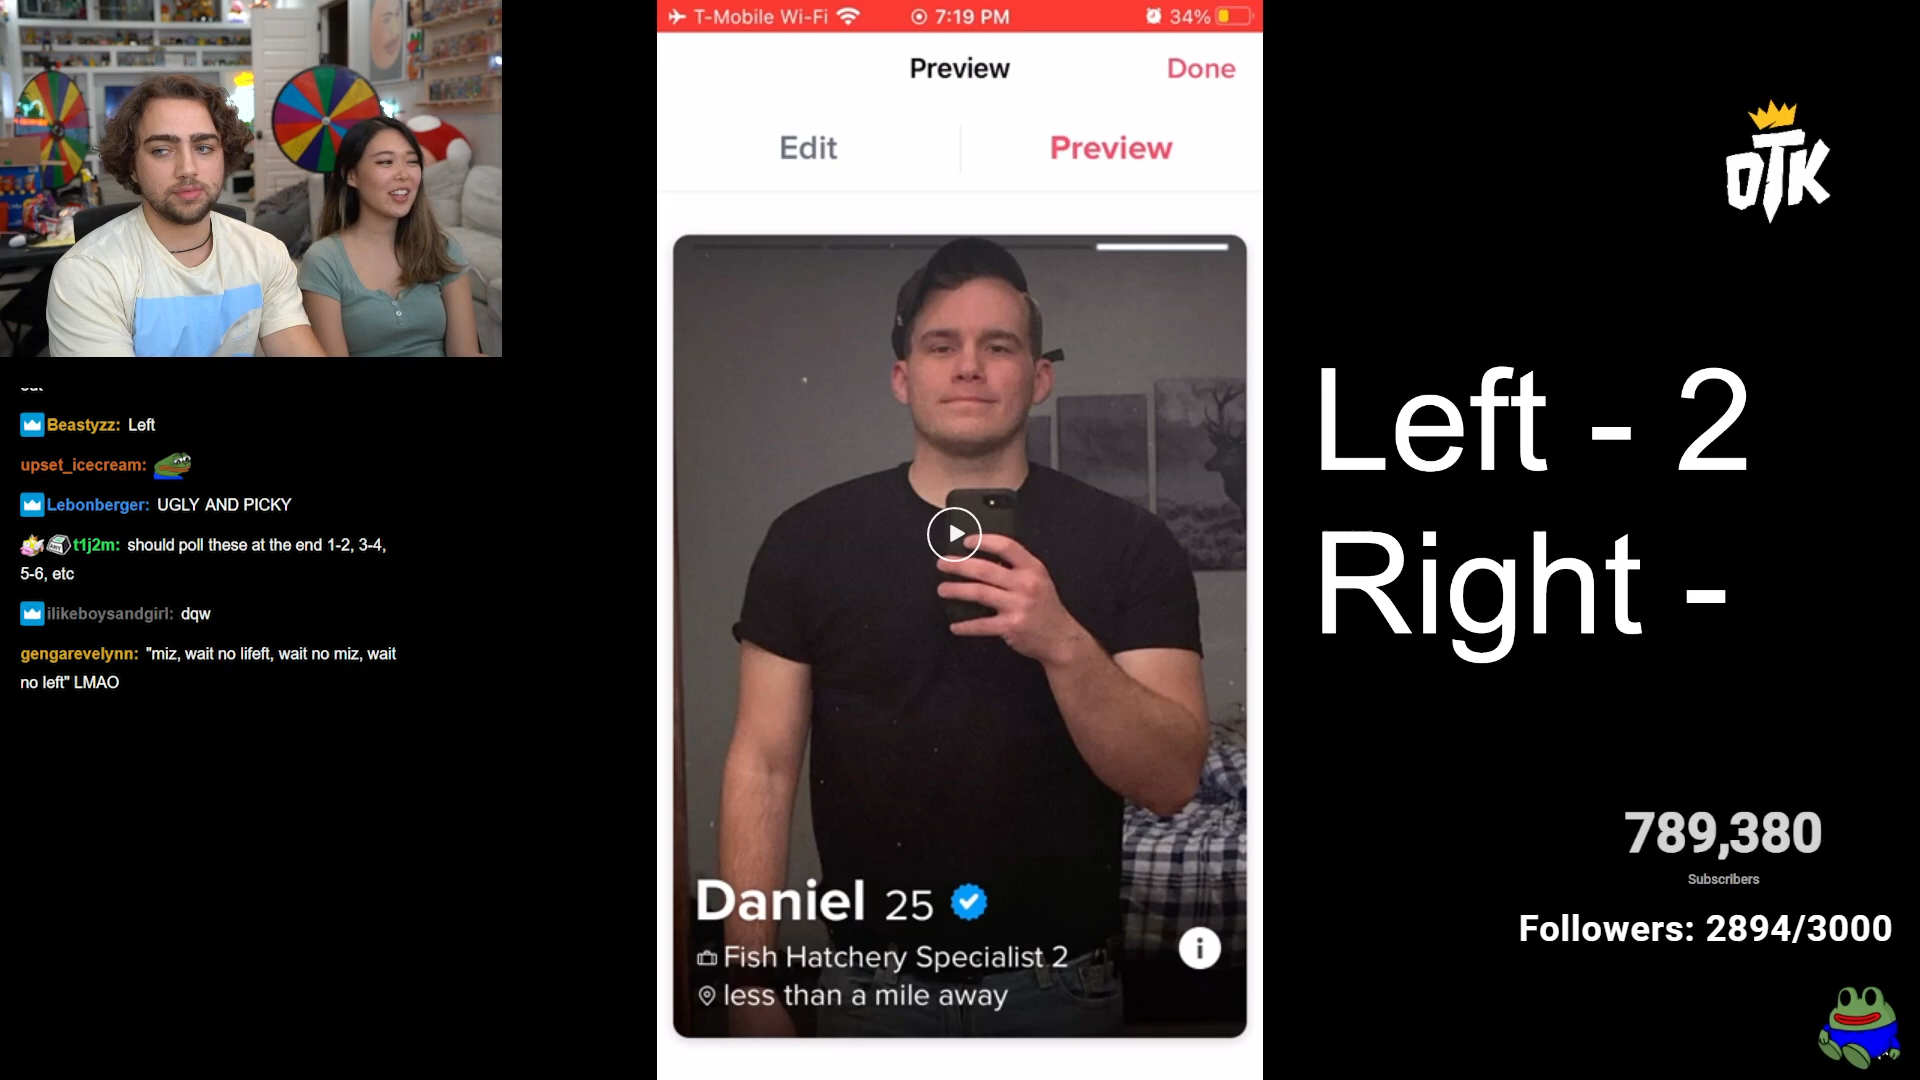 T-Mobile Wi-Fi 7:19 PM 34%
Preview Done
Edit Preview
Beastyzz: Left
upset_icecream:
Lebonberger: UGLY AND PICKY
t1j2m: should poll these at the end 1-2, 3-4,
5-6, etc
ilikeboysandgirl: dqw
gengarevelynn: "miz, wait no lifeft, wait no miz, wait
no left" LMAO
Daniel 25
Fish Hatchery Specialist 2
less than a mile away
OTK
Left - 2
Right -
789,380
Subscribers
Followers: 2894/3000